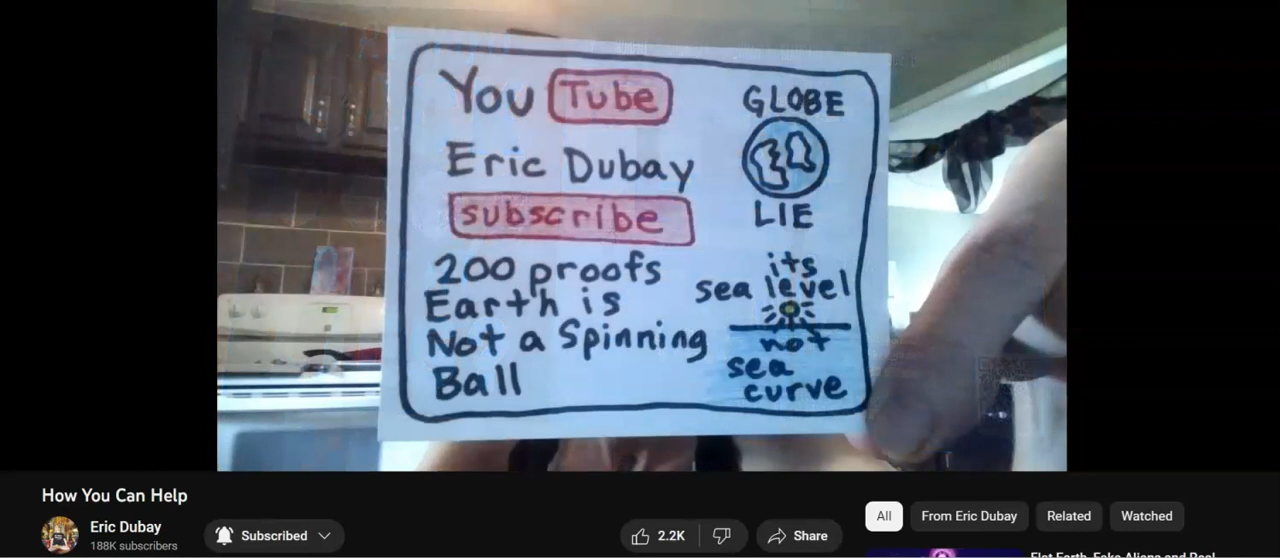 You Tube
Eric Dubay
subscribe
200 proofs
Earth is
Not a Spinning
Ball
GLOBE
LIE
its
sea level
not
sea
curve
How You Can Help
Eric Dubay
188K subscribers
Subscribed
2.2K
Share
All
From Eric Dubay
Related
Watched